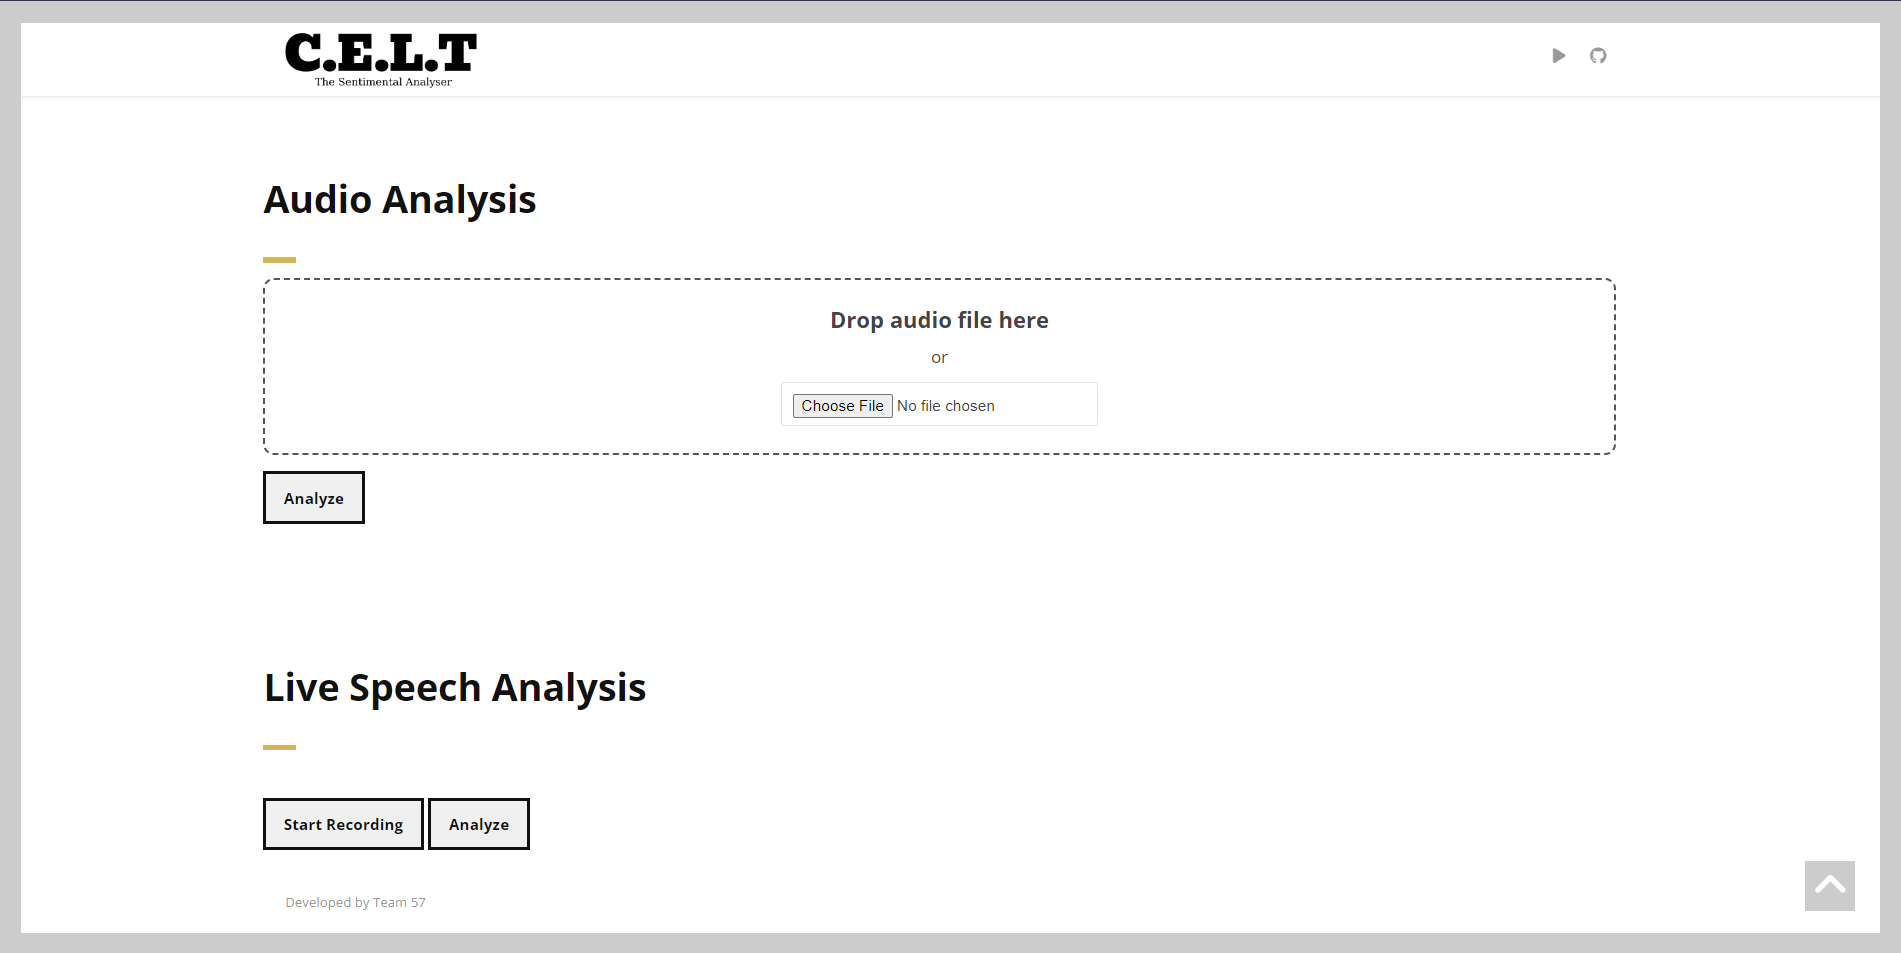 C.E.L.T
The Sentimental Analyser
Audio Analysis
Drop audio file here
or
Choose File No file chosen
Analyze
Live Speech Analysis
Start Recording Analyze
Developed by Team 57